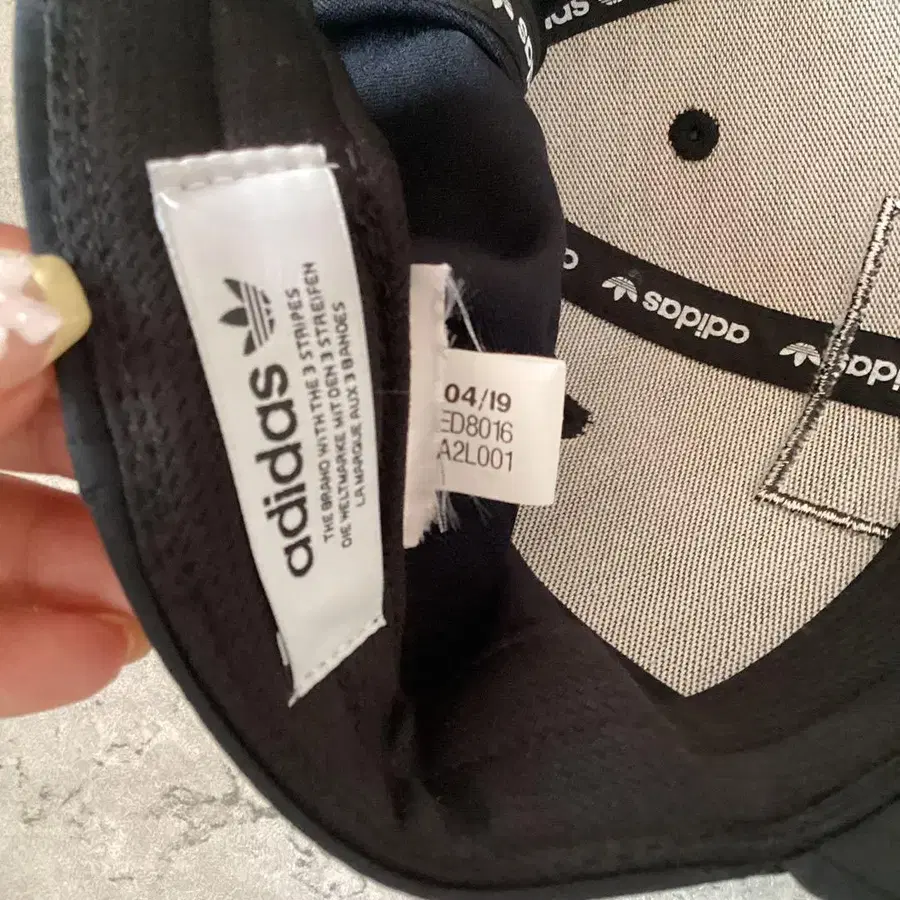 adidas
THE BRAND WITH THE 3 STRIPES
DIE WELTMARKE MIT DEN 3 STREIFEN
LA MARQUE AUX 3 BANDES
04/19
ED8016
A2L001
adidas